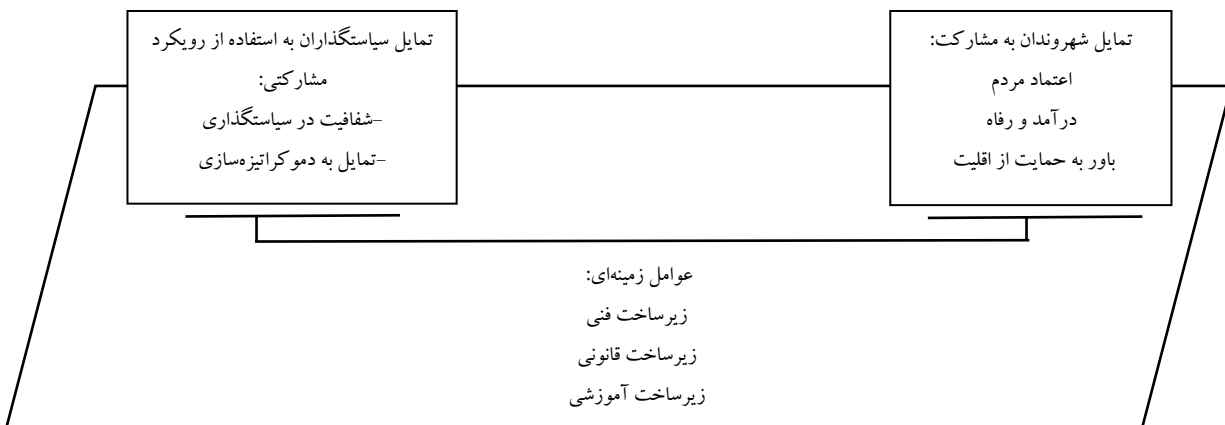 تمایل شهروندان به مشارکت:
اعتماد مردم
درآمد و رفاه
باور به حمایت از اقلیت
تمایل سیاستگذاران به استفاده از رویکرد
مشارکتی:
-شفافیت در سیاستگذاری
-تمایل به دموکراتیزه‌سازی
عوامل زمینه‌ای:
زیرساخت فنی
زیرساخت قانونی
زیرساخت آموزشی